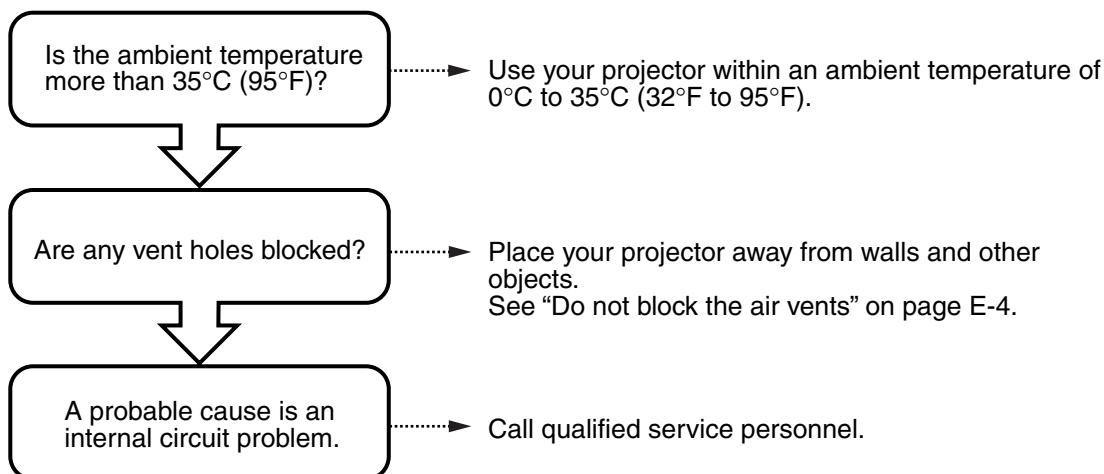 Is the ambient temperature
more than 35°C (95°F)?
Use your projector within an ambient temperature of
0°C to 35°C (32°F to 95°F).
Are any vent holes blocked?
Place your projector away from walls and other
objects.
See “Do not block the air vents” on page E-4.
A probable cause is an
internal circuit problem.
Call qualified service personnel.